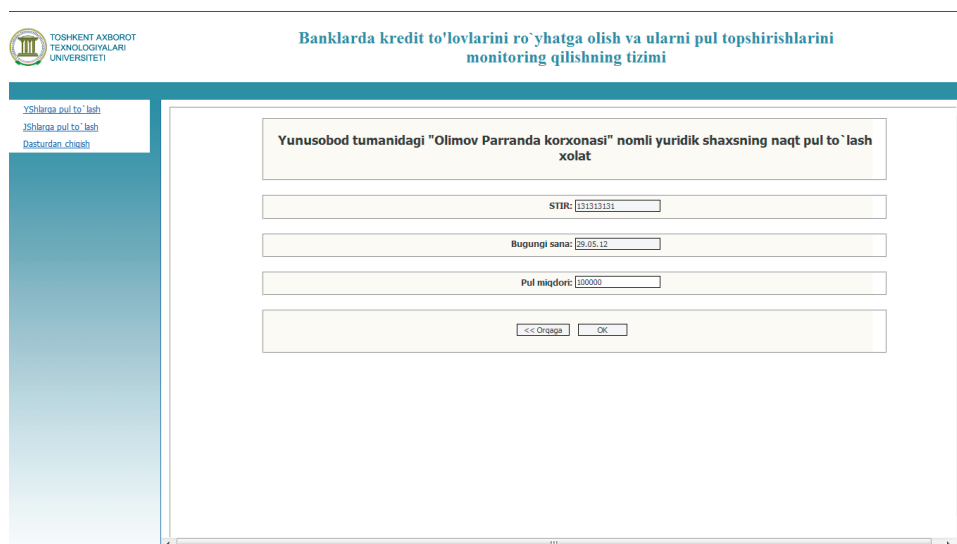 TOSHKENT AXBOROT
TEXNOLOGIYALARI
UNIVERSITETI
Banklarda kredit to'lovlarini ro`yhatga olish va ularni pul topshirishlarini
monitoring qilishning tizimi
YShlarga pul to`lash
JShlarga pul to`lash
Dasturdan chiqish
Yunusobod tumanidagi "Olimov Parranda korxonasi" nomli yuridik shaxsning naqt pul to`lash
xolat
STIR: 131313131
Bugungi sana: 29.05.12
Pul miqdori: 100000
<< Orqaga OK